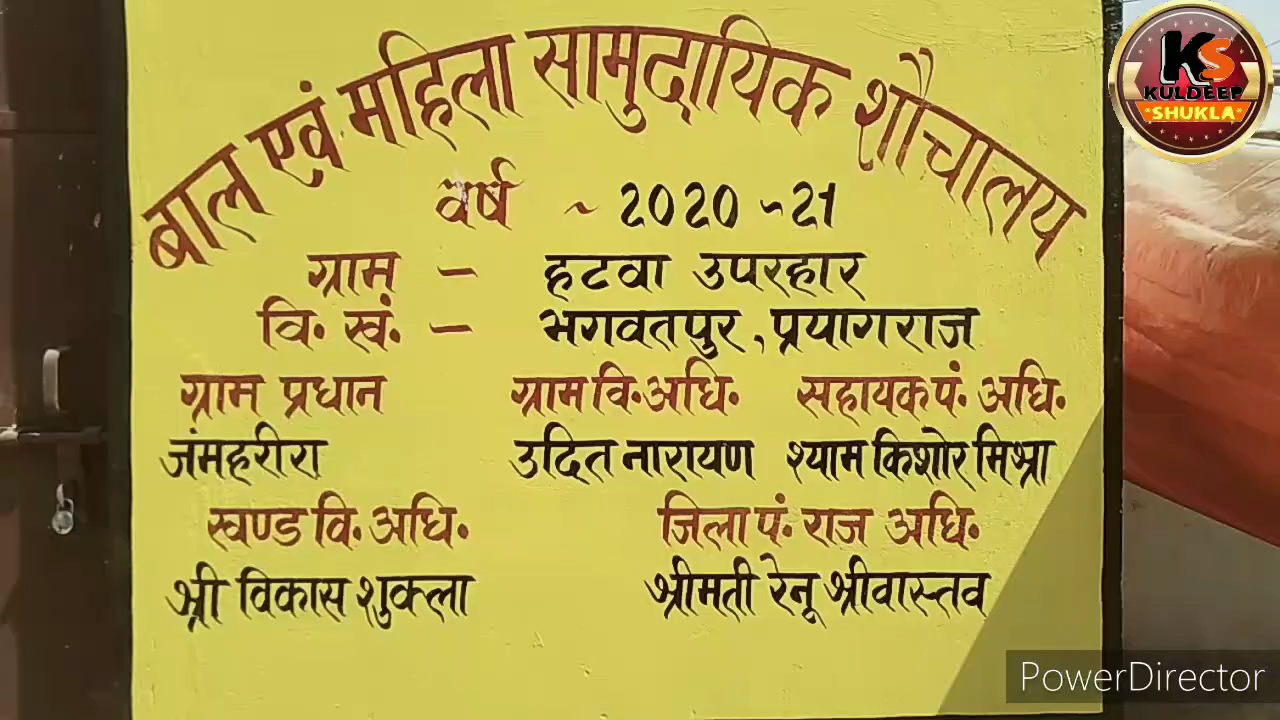 बाल एवं महिला सामुदायिक शौचालय
वर्ष ~ 2020 ~21
ग्राम - हटवा उपरहार
वि. खं. - भगवतपुर, प्रयागराज
ग्राम प्रधान ग्राम वि. अधि. सहायक पं. अधि.
जंमहरीरा उदित नारायण श्याम किशोर मिश्रा
खण्ड वि. अधि. जिला पं. राज अधि.
श्री विकास शुक्ला श्रीमती रेनू श्रीवास्तव
KS
KULDEEP
SHUKLA
PowerDirector